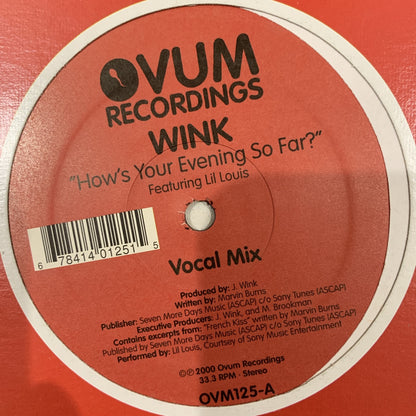 OVUM
RECORDINGS
WINK
"How's Your Evening So Far?"
Featuring Lil Louis
6 78414 01251 5
Vocal Mix
Produced by: J. Wink
Written by: Marvin Burns
Publisher: Seven More Days Music (ASCAP) c/o Sony Tunes (ASCAP)
Executive Producers: J. Wink, and M. Brookman
Contains excerpts from: "French Kiss" written by Marvin Burns
Published by Seven More Days Music (ASCAP) c/o Sony Tunes (ASCAP)
Performed by: Lil Louis, Courtsay of Sony Music Entertainment
©℗ 2000 Ovum Recordings
33.3 RPM - Stereo
OVM125-A